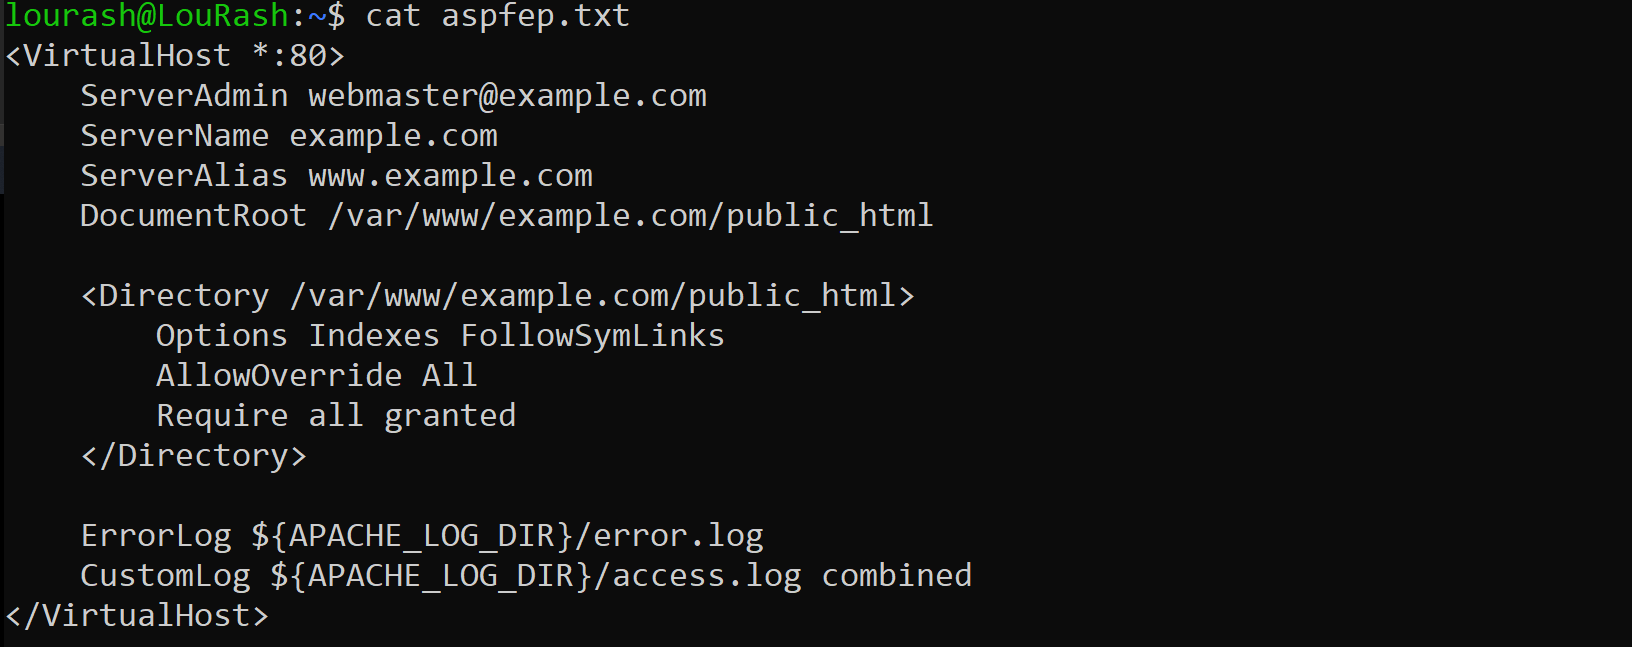 lourash@LouRash:~$ cat aspfep.txt
<VirtualHost *:80>
    ServerAdmin webmaster@example.com
    ServerName example.com
    ServerAlias www.example.com
    DocumentRoot /var/www/example.com/public_html

    <Directory /var/www/example.com/public_html>
        Options Indexes FollowSymLinks
        AllowOverride All
        Require all granted
    </Directory>

    ErrorLog ${APACHE_LOG_DIR}/error.log
    CustomLog ${APACHE_LOG_DIR}/access.log combined
</VirtualHost>